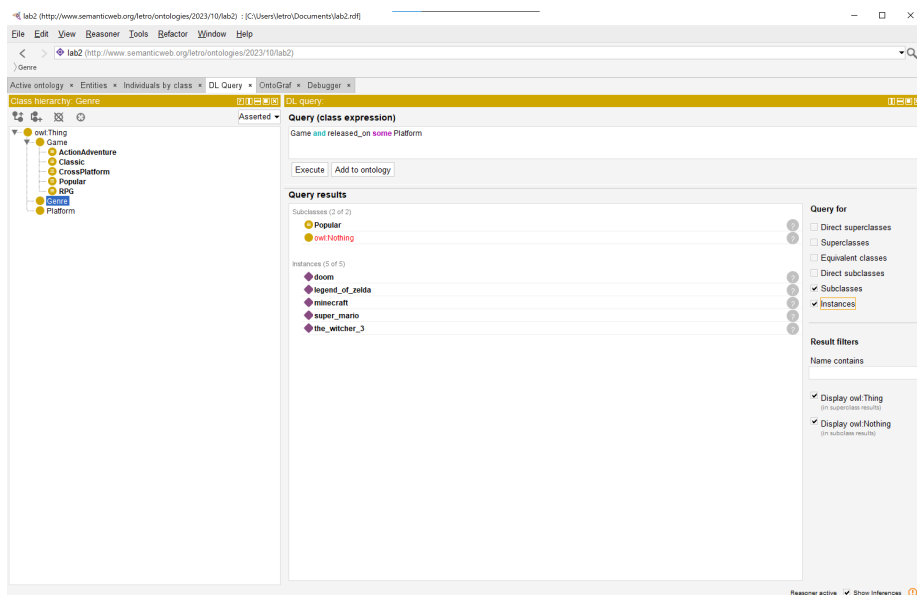 lab2 (http://www.semanticweb.org/letro/ontologies/2023/10/lab2) : [C:\Users\letro\Documents\lab2.rdf]
File Edit View Reasoner Tools Refactor Window Help
lab2 (http://www.semanticweb.org/letro/ontologies/2023/10/lab2)
Genre
Active ontology × Entities × Individuals by class × DL Query × OntoGraf × Debugger ×
Class hierarchy: Genre
Asserted
owl:Thing
Game
ActionAdventure
Classic
CrossPlatform
Popular
RPG
Genre
Platform
DL query:
Query (class expression)
Game and released_on some Platform
Execute Add to ontology
Query results
Subclasses (2 of 2)
Popular ?
owl:Nothing ?
Instances (5 of 5)
doom ?
legend_of_zelda ?
minecraft ?
super_mario ?
the_witcher_3 ?
Query for
Direct superclasses
Superclasses
Equivalent classes
Direct subclasses
Subclasses
Instances
Result filters
Name contains
Display owl:Thing
(in superclass results)
Display owl:Nothing
(in subclass results)
Reasoner active Show Inferences